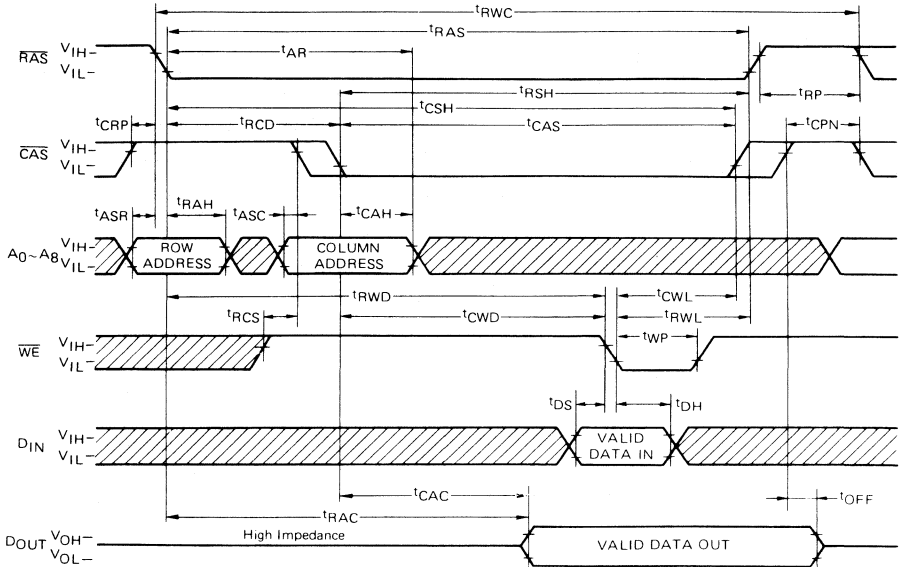 tRWC
tRAS
tAR
RAS VIH
VIL
tRSH
tRP
tCSH
tCRP tRCD tCAS tCPN
CAS VIH
VIL
tASR tRAH tASC tCAH
A0~A8 VIH
VIL
ROW ADDRESS
COLUMN ADDRESS
tRWD tCWL
tRCS tCWD tRWL
tWP
WE VIH
VIL
tDS tDH
DIN VIH
VIL
VALID DATA IN
tCAC tOFF
tRAC
DOUT VOH
VOL
High Impedance
VALID DATA OUT